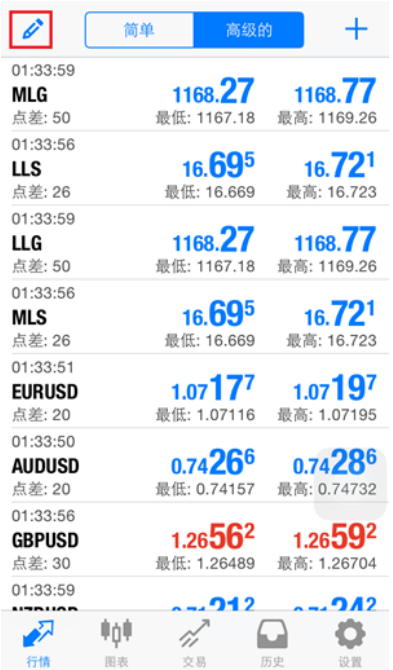 简单 高级的
01:33:59
MLG 1168.27 1168.77
点差: 50 最低: 1167.18 最高: 1169.26
01:33:56
LLS 16.695 16.721
点差: 26 最低: 16.669 最高: 16.723
01:33:59
LLG 1168.27 1168.77
点差: 50 最低: 1167.18 最高: 1169.26
01:33:56
MLS 16.695 16.721
点差: 26 最低: 16.669 最高: 16.723
01:33:51
EURUSD 1.07177 1.07197
点差: 20 最低: 1.07116 最高: 1.07195
01:33:50
AUDUSD 0.74266 0.74286
点差: 20 最低: 0.74157 最高: 0.74732
01:33:56
GBPUSD 1.26562 1.26592
点差: 30 最低: 1.26489 最高: 1.26704
01:33:59
行情 图表 交易 历史 设置